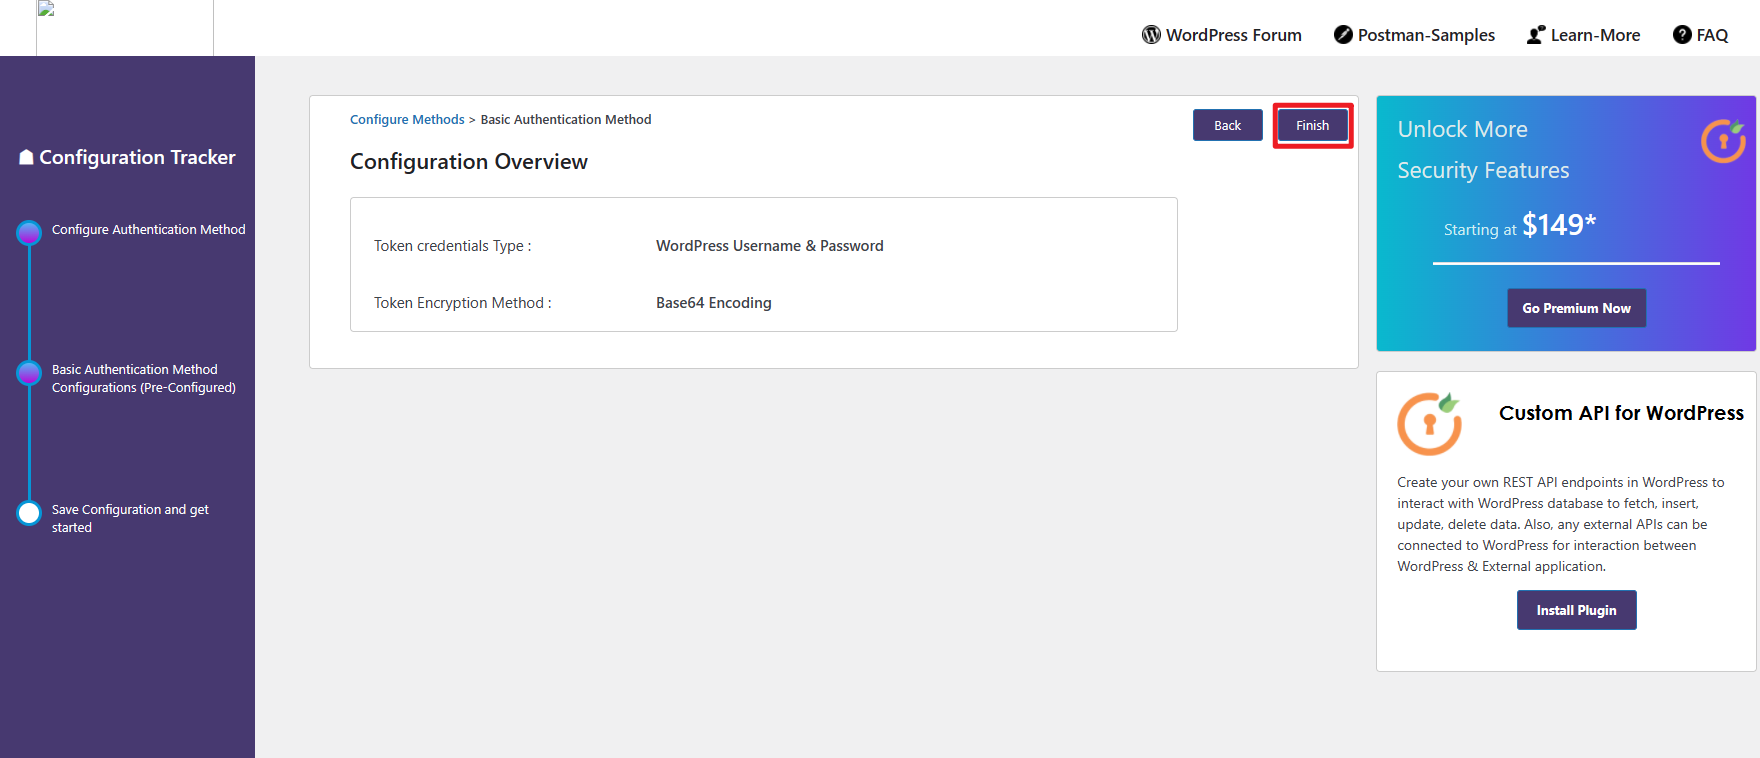 WordPress Forum
Postman-Samples
Learn-More
FAQ
Configuration Tracker
Configure Authentication Method
Basic Authentication Method
Configurations (Pre-Configured)
Save Configuration and get
started
Configure Methods > Basic Authentication Method
Back
Finish
Configuration Overview
Token credentials Type :
WordPress Username & Password
Token Encryption Method :
Base64 Encoding
Unlock More
Security Features
Starting at $149*
Go Premium Now
Custom API for WordPress
Create your own REST API endpoints in WordPress to
interact with WordPress database to fetch, insert,
update, delete data. Also, any external APIs can be
connected to WordPress for interaction between
WordPress & External application.
Install Plugin